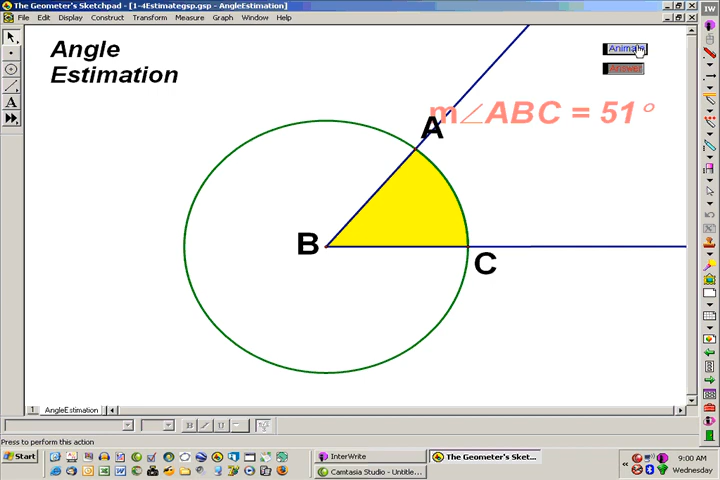 The Geometer's Sketchpad - [1-4Estimategsp.gsp - AngleEstimation]
File Edit Display Construct Transform Measure Graph Window Help
Angle
Estimation
Animate
Answer
m∠ABC = 51°
A
B
C
1 AngleEstimation
B I U
Press to perform this action
Start
InterWrite
The Geometer's Sket...
Camtasia Studio - Untitle...
9:00 AM
Wednesday
IW